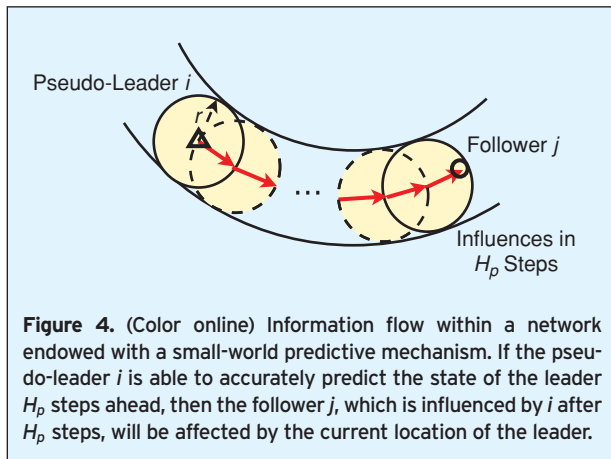 Pseudo-Leader i
r
Follower j
...
Influences in
Hp Steps
Figure 4. (Color online) Information flow within a network
endowed with a small-world predictive mechanism. If the pseu-
do-leader i is able to accurately predict the state of the leader
Hp steps ahead, then the follower j, which is influenced by i after
Hp steps, will be affected by the current location of the leader.